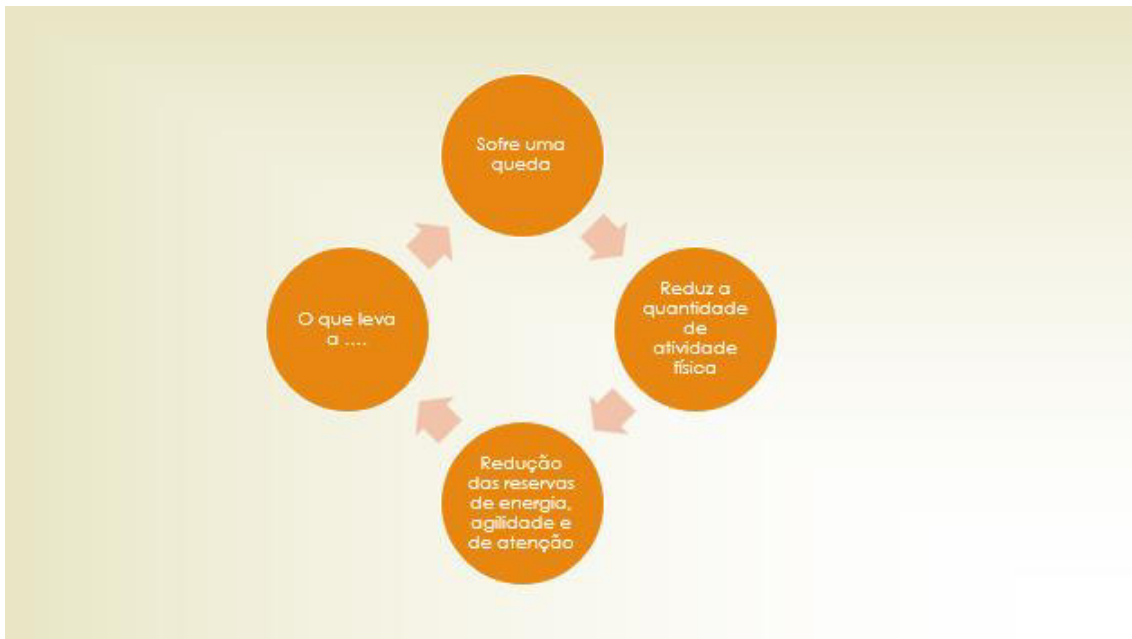 Sofre uma
queda
Reduz a
quantidade
de
atividade
física
Redução
das reservas
de energia,
agilidade e
de atenção
O que leva
a ....